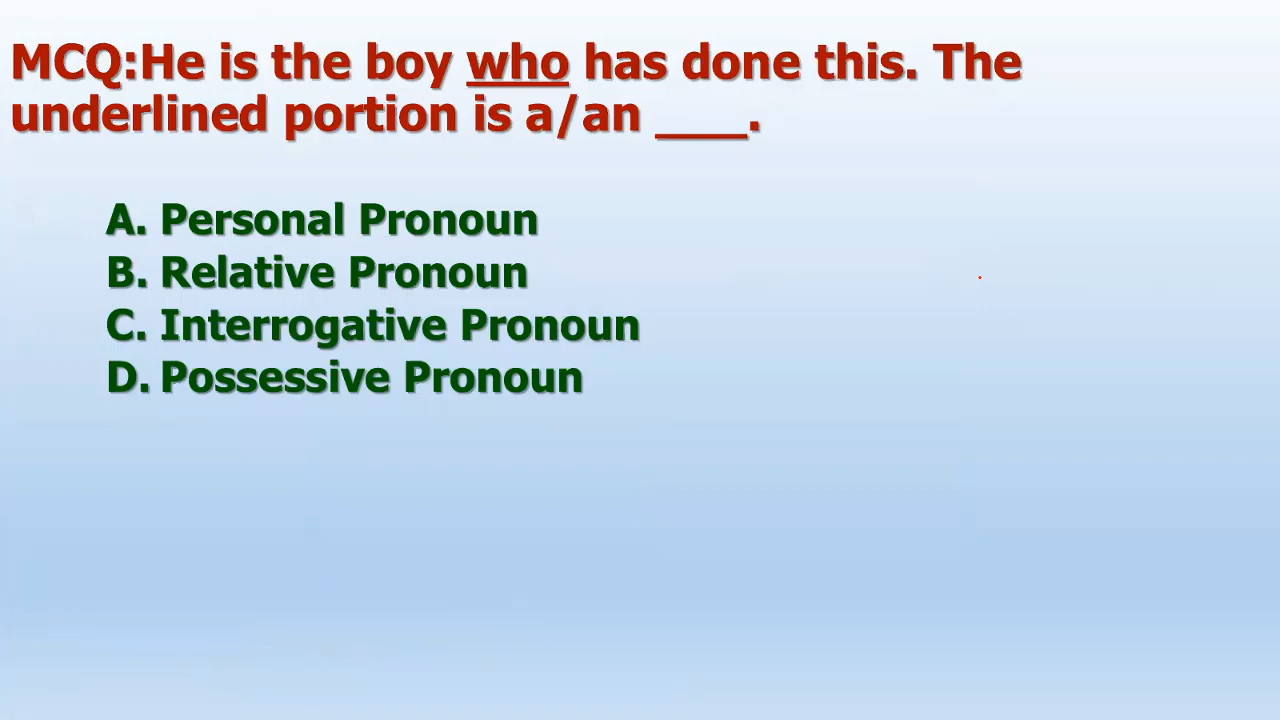 MCQ:He is the boy who has done this. The
underlined portion is a/an ___.
A. Personal Pronoun
B. Relative Pronoun
C. Interrogative Pronoun
D. Possessive Pronoun